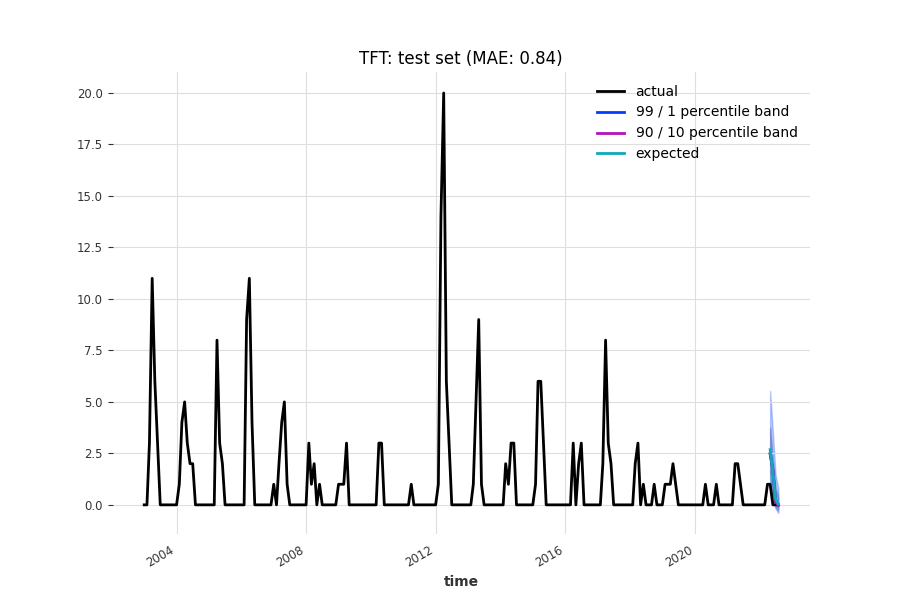 TFT: test set (MAE: 0.84)
actual
99 / 1 percentile band
90 / 10 percentile band
expected
20.0
17.5
15.0
12.5
10.0
7.5
5.0
2.5
0.0
2004
2008
2012
2016
2020
time